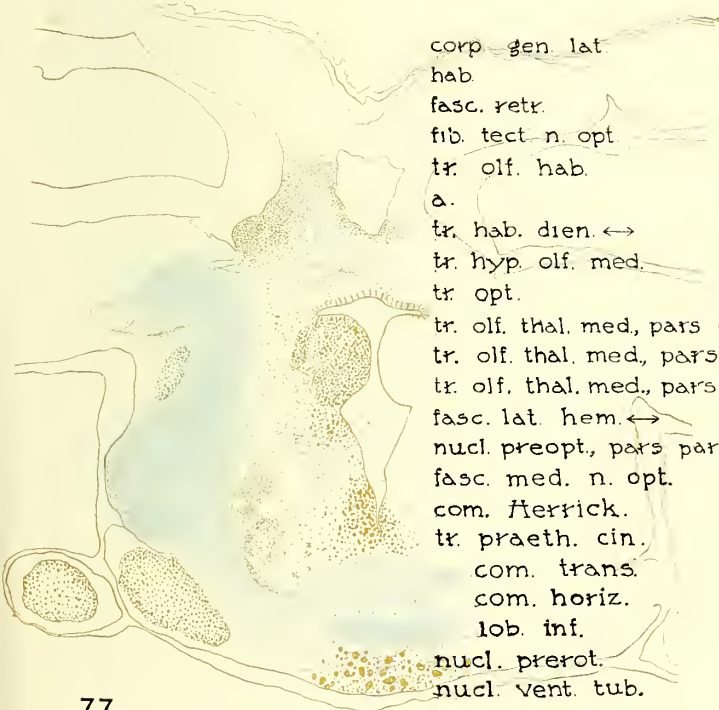 corp. gen. lat.
hab.
fasc. retr.
fib. tect. n. opt.
tr. olf. hab.
a.
tr. hab. dien. ↔
tr. hyp. olf. med.
tr. opt.
tr. olf. thal. med., pars
tr. olf. thal. med., pars
tr. olf. thal. med., pars
fasc. lat. hem. ↔
nucl. preopt., pars par
fasc. med. n. opt.
com. Herrick.
tr. praeth. cin.
com. trans.
com. horiz.
lob. inf.
nucl. prerot.
nucl. vent. tub.
77